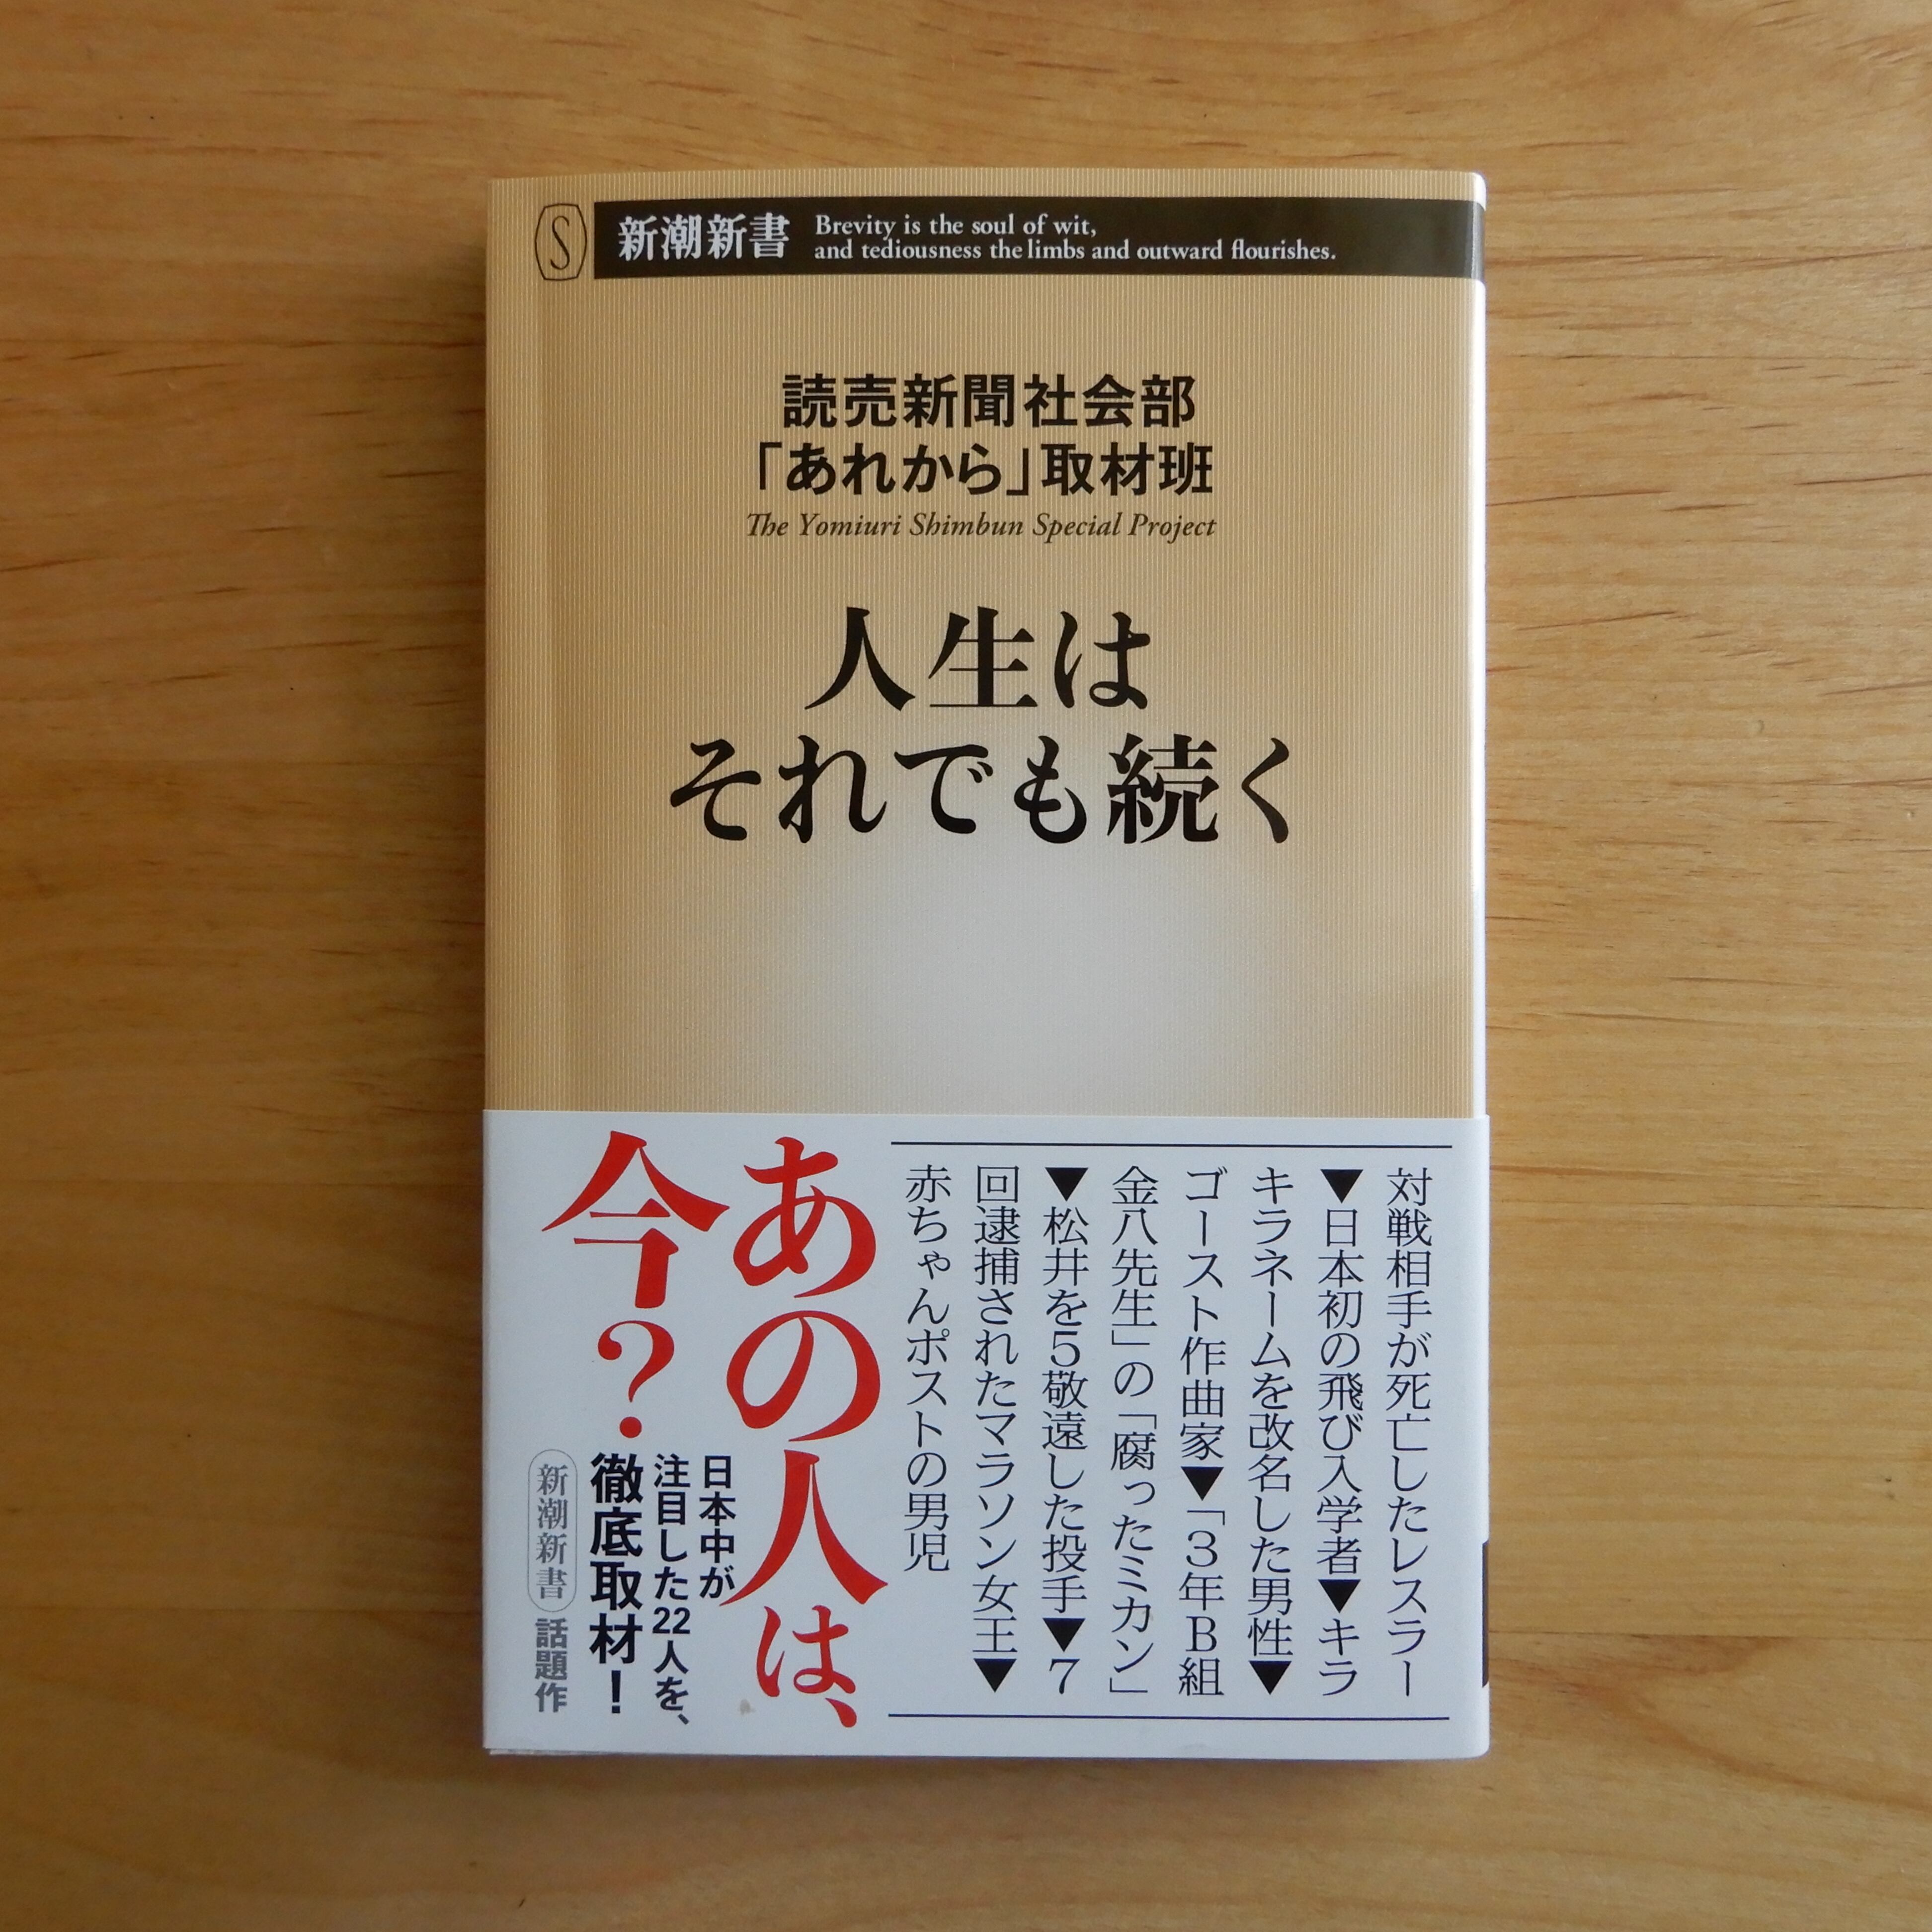 S
新潮新書
Brevity is the soul of wit,
and tediousness the limbs and outward flourishes.
読売新聞社会部
「あれから」取材班
The Yomiuri Shimbun Special Project
人生は
それでも続く
対戦相手が死亡したレスラー
▼日本初の飛び入学者▼キラ
キラネームを改名した男性▼
ゴースト作曲家▼「3年B組
金八先生」の「腐ったミカン」
▼松井を5敬遠した投手▼7
回逮捕されたマラソン女王▼
赤ちゃんポストの男児
あの人は、
今?
日本中が
注目した22人を、
徹底取材!
新潮新書 話題作